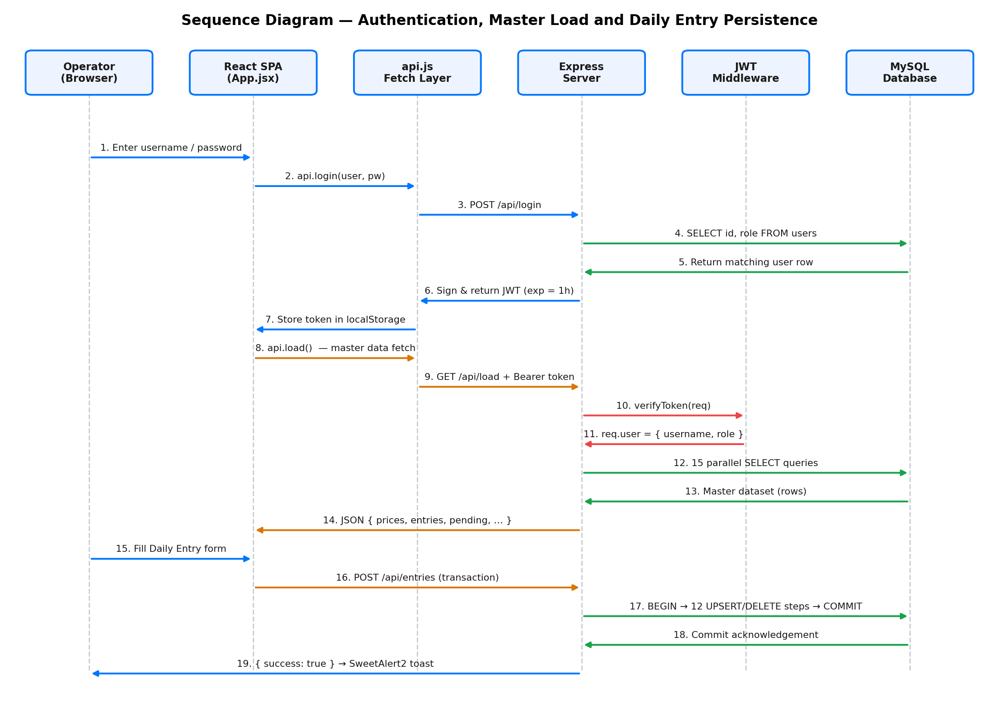 Sequence Diagram — Authentication, Master Load and Daily Entry Persistence
Operator
(Browser)
React SPA
(App.jsx)
api.js
Fetch Layer
Express
Server
JWT
Middleware
MySQL
Database
1. Enter username / password
2. api.login(user, pw)
3. POST /api/login
4. SELECT id, role FROM users
5. Return matching user row
6. Sign & return JWT (exp = 1h)
7. Store token in localStorage
8. api.load()  — master data fetch
9. GET /api/load + Bearer token
10. verifyToken(req)
11. req.user = { username, role }
12. 15 parallel SELECT queries
13. Master dataset (rows)
14. JSON { prices, entries, pending, … }
15. Fill Daily Entry form
16. POST /api/entries (transaction)
17. BEGIN → 12 UPSERT/DELETE steps → COMMIT
18. Commit acknowledgement
19. { success: true } → SweetAlert2 toast